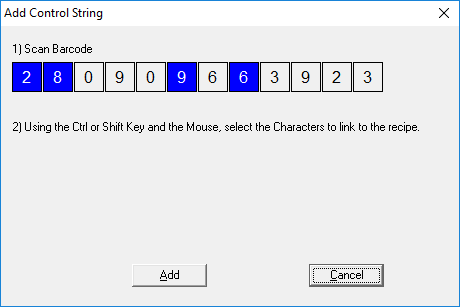 Add Control String
1) Scan Barcode
2 8 0 9 0 9 6 6 3 9 2 3
2) Using the Ctrl or Shift Key and the Mouse, select the Characters to link to the recipe.
Add Cancel